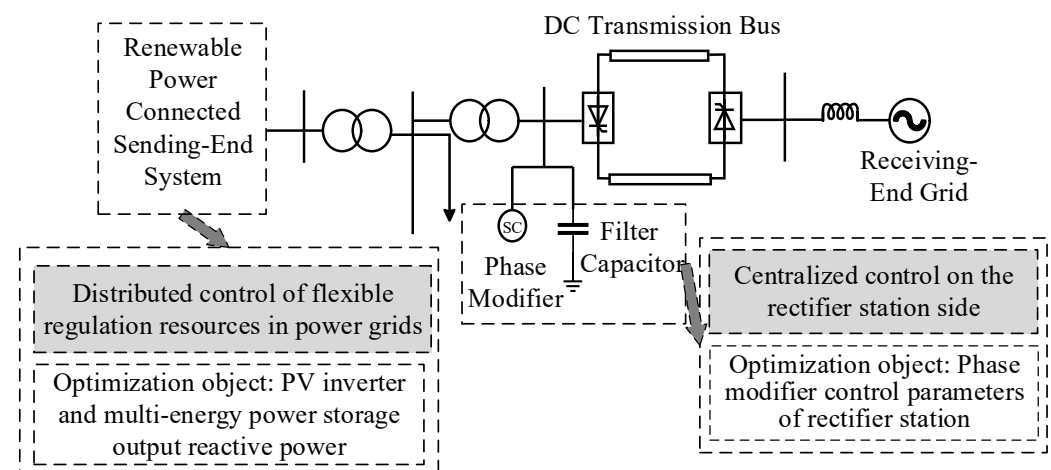 DC Transmission Bus
Renewable
Power
Connected
Sending-End
System
Receiving-
End Grid
SC
Phase
Modifier
Filter
Capacitor
Distributed control of flexible
regulation resources in power grids
Optimization object: PV inverter
and multi-energy power storage
output reactive power
Centralized control on the
rectifier station side
Optimization object: Phase
modifier control parameters
of rectifier station